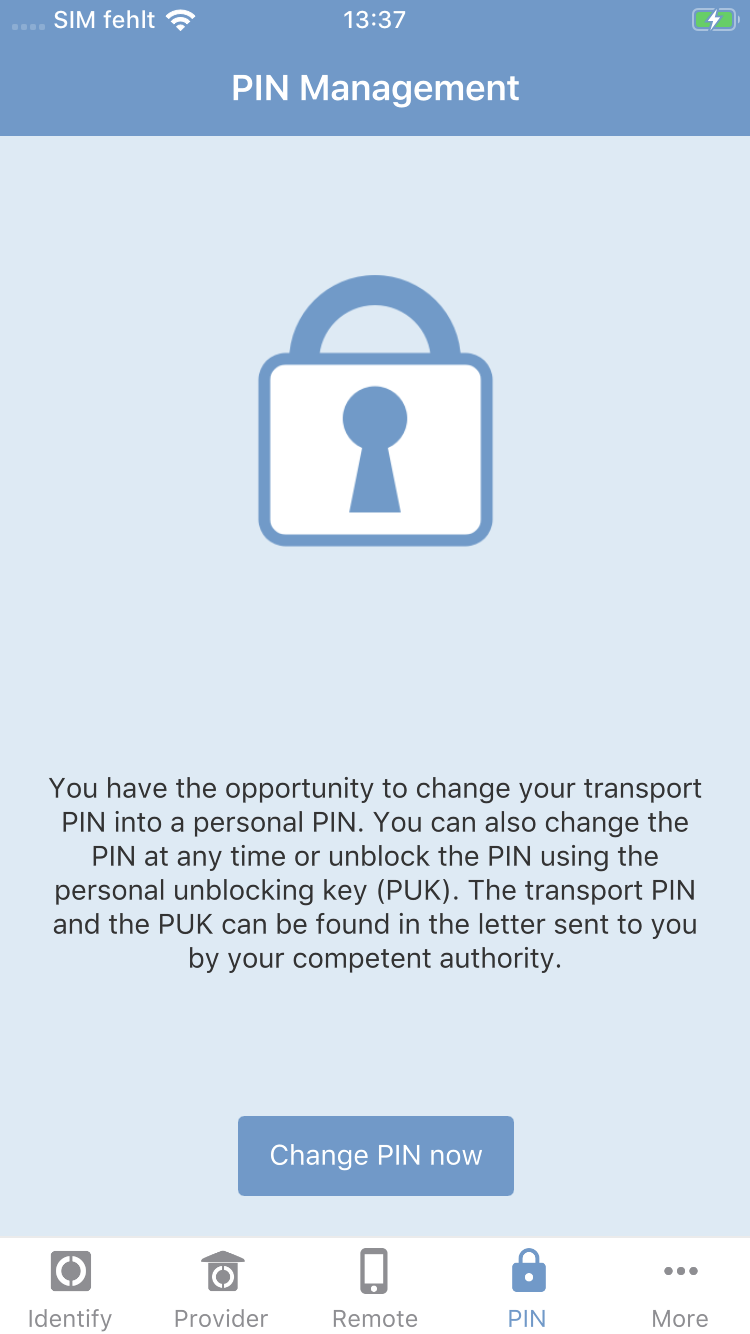 SIM fehlt 13:37
PIN Management
You have the opportunity to change your transport
PIN into a personal PIN. You can also change the
PIN at any time or unblock the PIN using the
personal unblocking key (PUK). The transport PIN
and the PUK can be found in the letter sent to you
by your competent authority.
Change PIN now
Identify Provider Remote PIN More